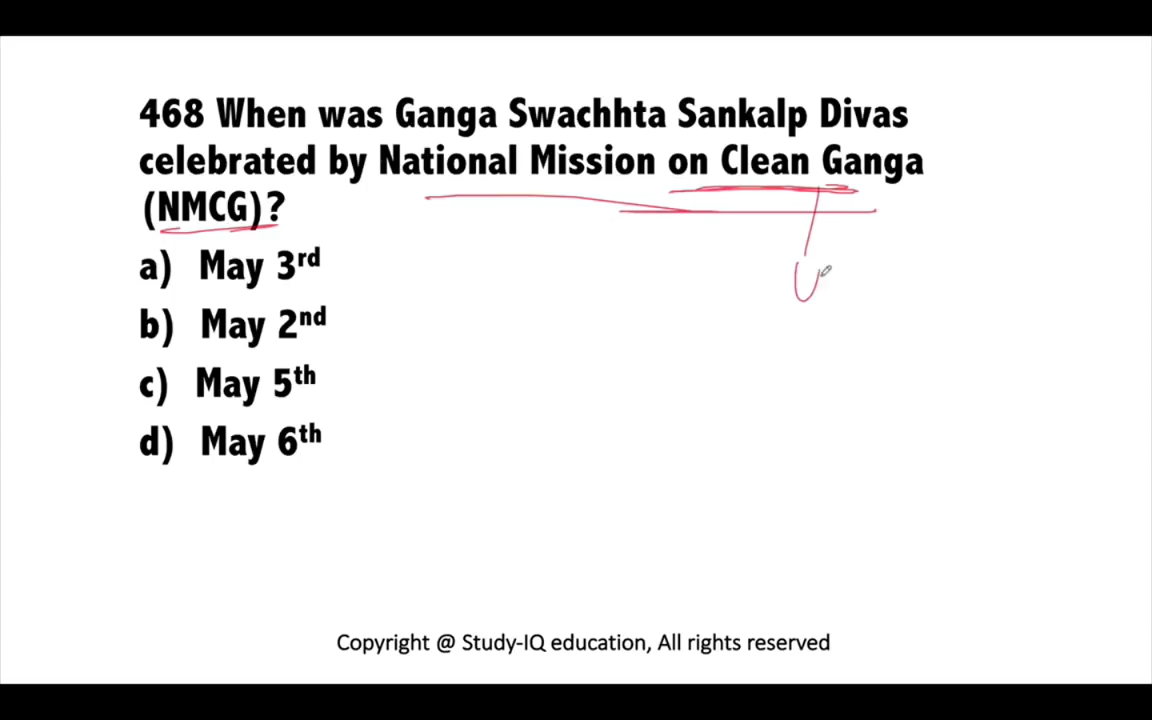 468 When was Ganga Swachhta Sankalp Divas
celebrated by National Mission on Clean Ganga
(NMCG)?
a) May 3rd
b) May 2nd
c) May 5th
d) May 6th
Copyright @ Study-IQ education, All rights reserved